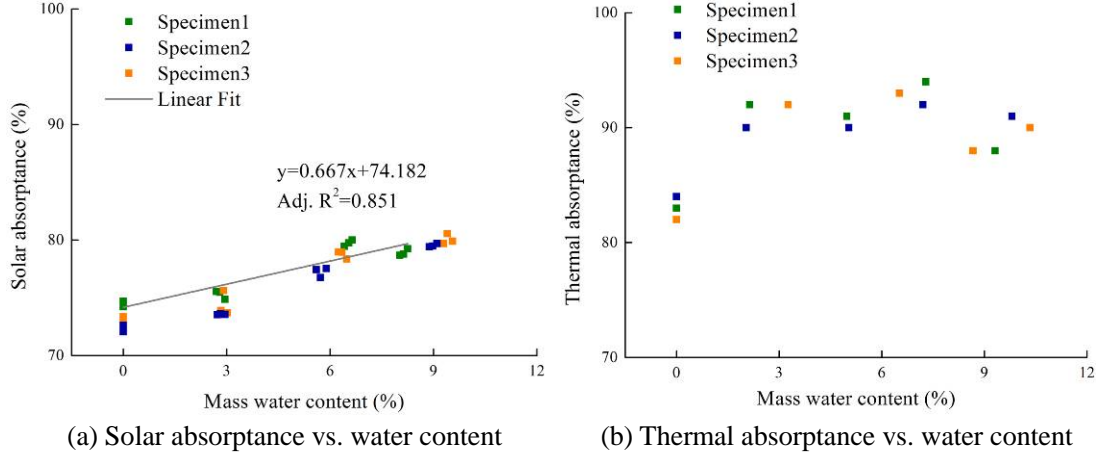 100
Specimen1
Specimen2
Specimen3
Linear Fit
90
Solar absorptance (%)
y=0.667x+74.182
Adj. R²=0.851
80
70
0 3 6 9 12
Mass water content (%)
(a) Solar absorptance vs. water content
100
Specimen1
Specimen2
Specimen3
90
Thermal absorptance (%)
80
70
0 3 6 9 12
Mass water content (%)
(b) Thermal absorptance vs. water content